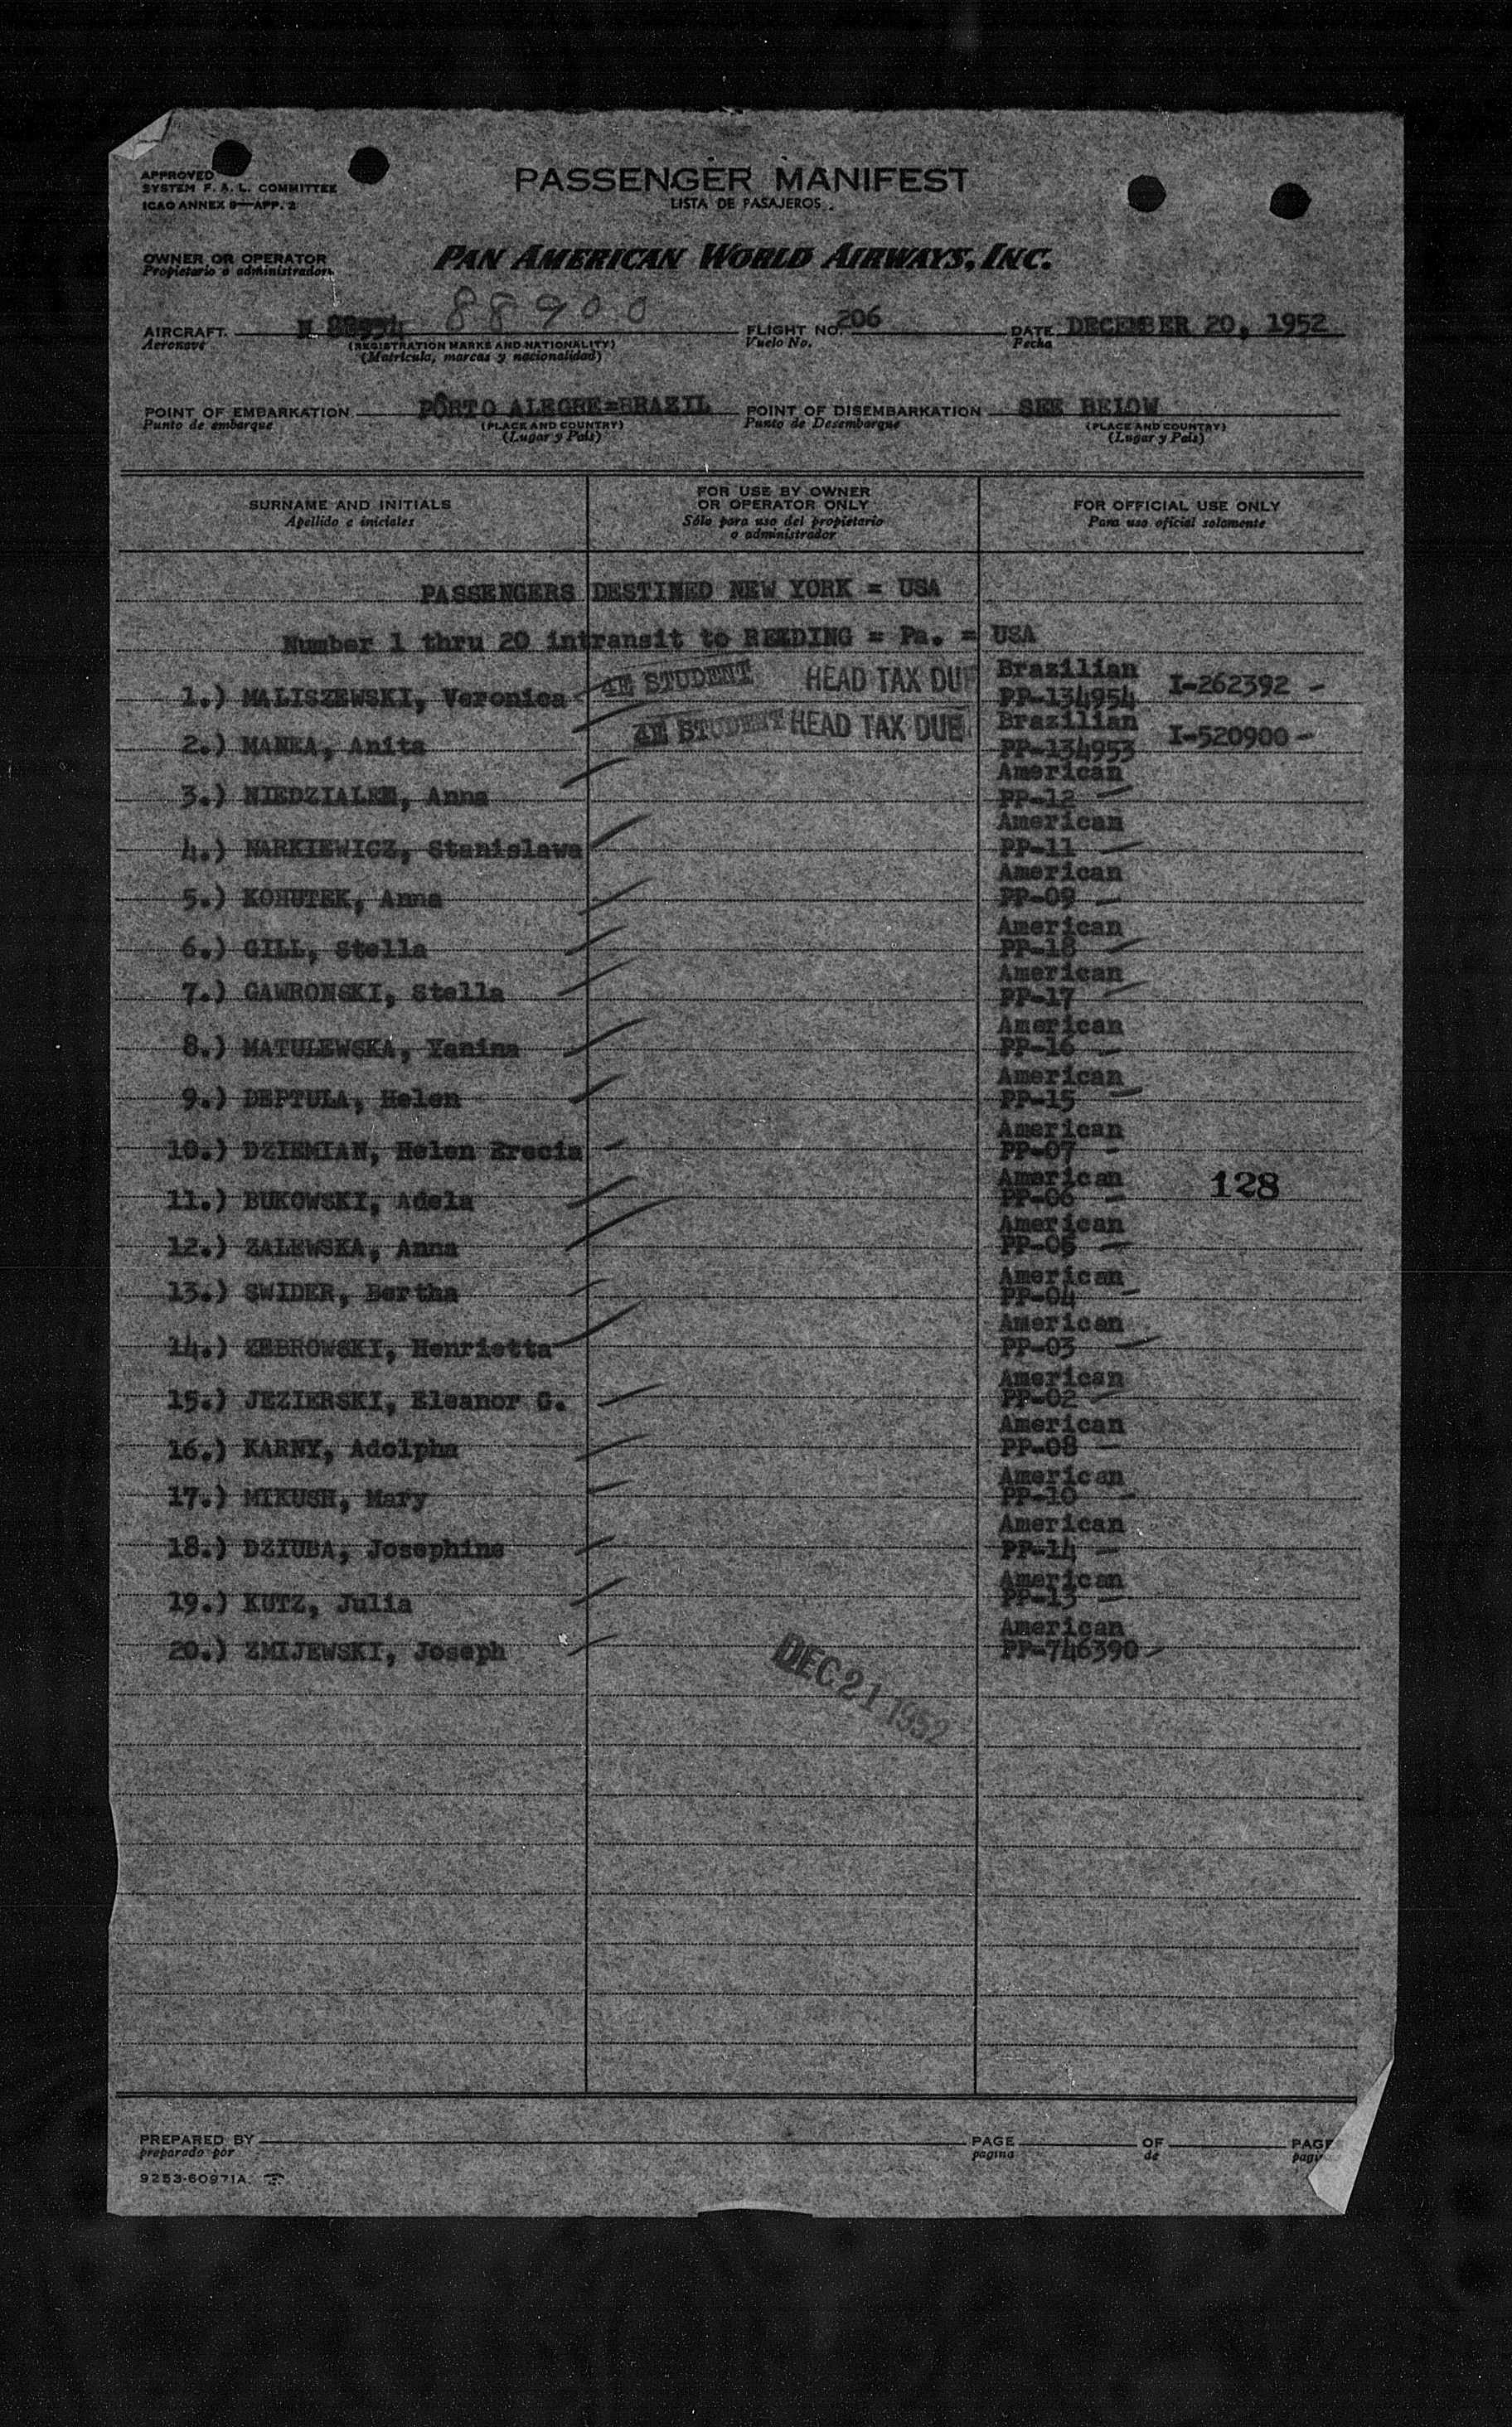 APPROVED
SYSTEM F. A. L. COMMITTEE
ICAO ANNEX 9—APP. 2
PASSENGER MANIFEST
LISTA DE PASAJEROS
OWNER OR OPERATOR
Propietario o administrador
PAN AMERICAN WORLD AIRWAYS, INC.
AIRCRAFT N 88900 FLIGHT NO. 206 DATE DECEMBER 20, 1952
Aeronave (REGISTRATION MARKS AND NATIONALITY) Vuelo No. Fecha
(Matrícula, marcas y nacionalidad)
POINT OF EMBARKATION PÔRTO ALEGRE=BRAZIL POINT OF DISEMBARKATION SEE BELOW
Punto de embarque (PLACE AND COUNTRY) Punto de Desembarque (PLACE AND COUNTRY)
(Lugar y País) (Lugar y País)
SURNAME AND INITIALS
Apellido e iniciales
FOR USE BY OWNER
OR OPERATOR ONLY
Sólo para uso del propietario
o administrador
FOR OFFICIAL USE ONLY
Para uso oficial solamente
PASSENGERS DESTINED NEW YORK = USA
Number 1 thru 20 intransit to READING = Pa. = USA
Brazilian
1.) MALISZEWSKI, Veronica 4E STUDENT HEAD TAX DUE PP-134954 I-262392 -
Brazilian
2.) MANKA, Anita 4E STUDENT HEAD TAX DUE PP-134953 I-520900 -
American
3.) NIEDZIALEK, Anna PP-12
American
4.) NARKIEWICZ, Stanislawa PP-11
American
5.) KOHUTEK, Anna PP-09
American
6.) GILL, Stella PP-18
American
7.) GAWRONSKI, Stella PP-17
American
8.) MATULEWSKA, Yanina PP-16
American
9.) DEPTULA, Helen PP-15
American
10.) DZIEMIAN, Helen PP-07
American
11.) BUKOWSKI, Adela PP-06 128
American
12.) ZALEWSKA, Anna PP-05
American
13.) SWIDER, Bertha PP-04
American
14.) ZEBROWSKI, Henrietta PP-03
American
15.) JEZIERSKI, Eleanor G. PP-02
American
16.) KARNY, Adolpha PP-08
American
17.) MIKUSH, Mary PP-10
American
18.) DZIUBA, Josephine PP-14
American
19.) KUTZ, Julia PP-13
American
20.) ZMIJEWSKI, Joseph PP-746390
DEC 21 1952
PREPARED BY PAGE OF PAGE
preparado por pagina de
9253-60971A.